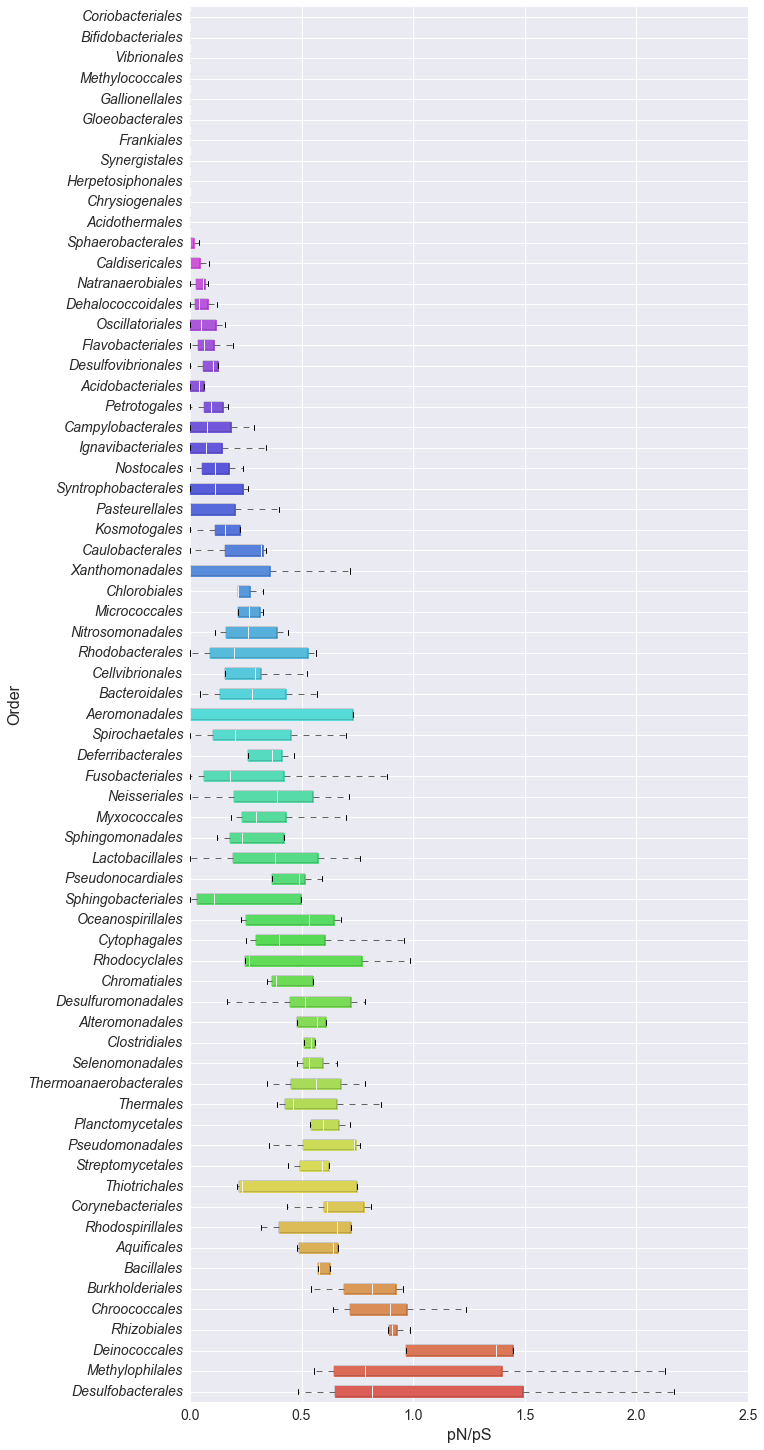 Coriobacteriales
Bifidobacteriales
Vibrionales
Methylococcales
Gallionellales
Gloeobacterales
Frankiales
Synergistales
Herpetosiphonales
Chrysiogenales
Acidothermales
Sphaerobacterales
Caldisericales
Natranaerobiales
Dehalococcoidales
Oscillatoriales
Flavobacteriales
Desulfovibrionales
Acidobacteriales
Petrotogales
Campylobacterales
Ignavibacteriales
Nostocales
Syntrophobacterales
Pasteurellales
Kosmotogales
Caulobacterales
Xanthomonadales
Chlorobiales
Micrococcales
Nitrosomonadales
Rhodobacterales
Cellvibrionales
Bacteroidales
Aeromonadales
Spirochaetales
Deferribacterales
Fusobacteriales
Neisseriales
Myxococcales
Sphingomonadales
Lactobacillales
Pseudonocardiales
Sphingobacteriales
Oceanospirillales
Cytophagales
Rhodocyclales
Chromatiales
Desulfuromonadales
Alteromonadales
Clostridiales
Selenomonadales
Thermoanaerobacterales
Thermales
Planctomycetales
Pseudomonadales
Streptomycetales
Thiotrichales
Corynebacteriales
Rhodospirillales
Aquificales
Bacillales
Burkholderiales
Chroococcales
Rhizobiales
Deinococcales
Methylophilales
Desulfobacterales
Order
0.0 0.5 1.0 1.5 2.0 2.5
pN/pS